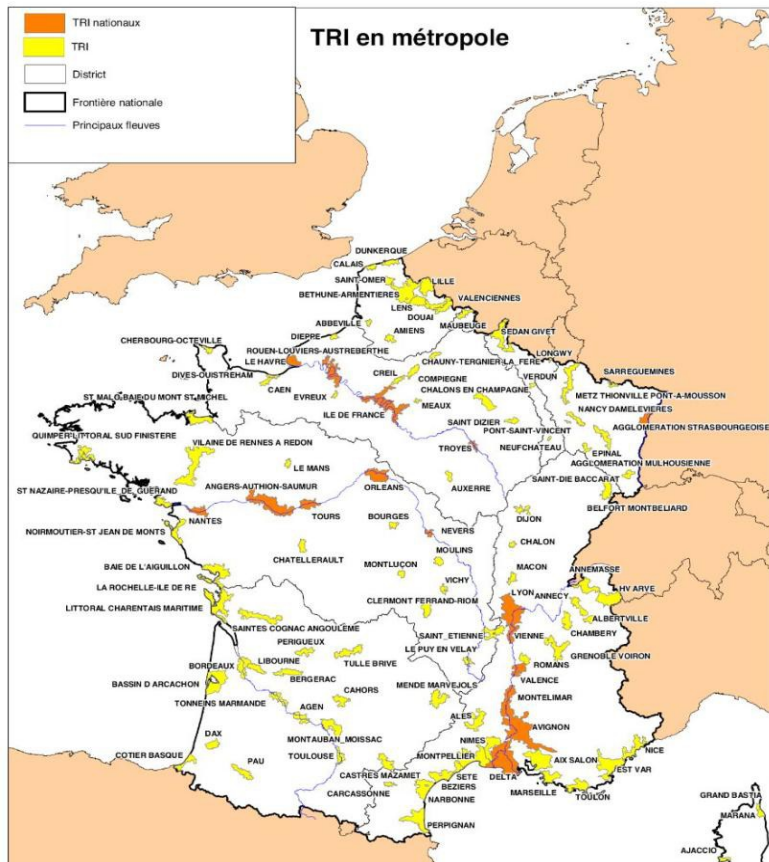 TRI nationaux
TRI
District
Frontière nationale
Principaux fleuves
TRI en métropole
DUNKERQUE
CALAIS
SAINT-OMER
LILLE
BETHUNE-ARMENTIERES
VALENCIENNES
LENS
DOUAI
MAUBEUGE
ABBEVILLE
AMIENS
SEDAN GIVET
DIEPPE
CHERBOURG-OCTEVILLE
ROUEN-LOUVIERS-AUSTREBERTHE
LE HAVRE
CHAUNY-TERGNIER-LA_FERE
LONGWY
CREIL
COMPIEGNE
VERDUN
SARREGUEMINES
DIVES-OUISTREHAM
CAEN
EVREUX
CHALONS EN CHAMPAGNE
METZ THIONVILLE PONT-A-MOUSSON
ST MALO-BAIE DU MONT ST-MICHEL
MEAUX
NANCY DAMELEVIERES
ILE DE FRANCE
SAINT DIZIER
PONT-SAINT-VINCENT
AGGLOMERATION STRASBOURGEOISE
QUIMPER-LITTORAL SUD FINISTERE
VILAINE DE RENNES A REDON
TROYES
NEUFCHATEAU
EPINAL
LE MANS
AGGLOMERATION MULHOUSIENNE
AUXERRE
SAINT-DIE BACCARAT
ANGERS-AUTHION-SAUMUR
ORLEANS
ST NAZAIRE-PRESQU'ILE_DE_GUERAND
BELFORT MONTBELIARD
TOURS
BOURGES
DIJON
NANTES
NEVERS
NOIRMOUTIER-ST JEAN DE MONTS
CHATELLERAULT
MOULINS
CHALON
BAIE DE L'AIGUILLON
MONTLUÇON
MACON
ANNEMASSE
LA ROCHELLE-ILE DE RE
VICHY
LYON
ANNECY
HV ARVE
LITTORAL CHARENTAIS MARITIME
CLERMONT FERRAND-RIOM
ALBERTVILLE
SAINTES COGNAC ANGOULEME
SAINT_ETIENNE
VIENNE
CHAMBERY
PERIGUEUX
LE PUY EN VELAY
GRENOBLE VOIRON
BORDEAUX
LIBOURNE
TULLE BRIVE
ROMANS
BERGERAC
VALENCE
BASSIN D ARCACHON
CAHORS
MENDE MARVEJOLS
MONTELIMAR
TONNEINS MARMANDE
AGEN
ALES
AVIGNON
DAX
MONTAUBAN_MOISSAC
NIMES
NICE
COTIER BASQUE
TOULOUSE
MONTPELLIER
AIX SALON
PAU
EST VAR
CASTRES MAZAMET
SETE
DELTA
CARCASSONNE
BEZIERS
MARSEILLE
TOULON
NARBONNE
GRAND BASTIA
MARANA
PERPIGNAN
AJACCIO